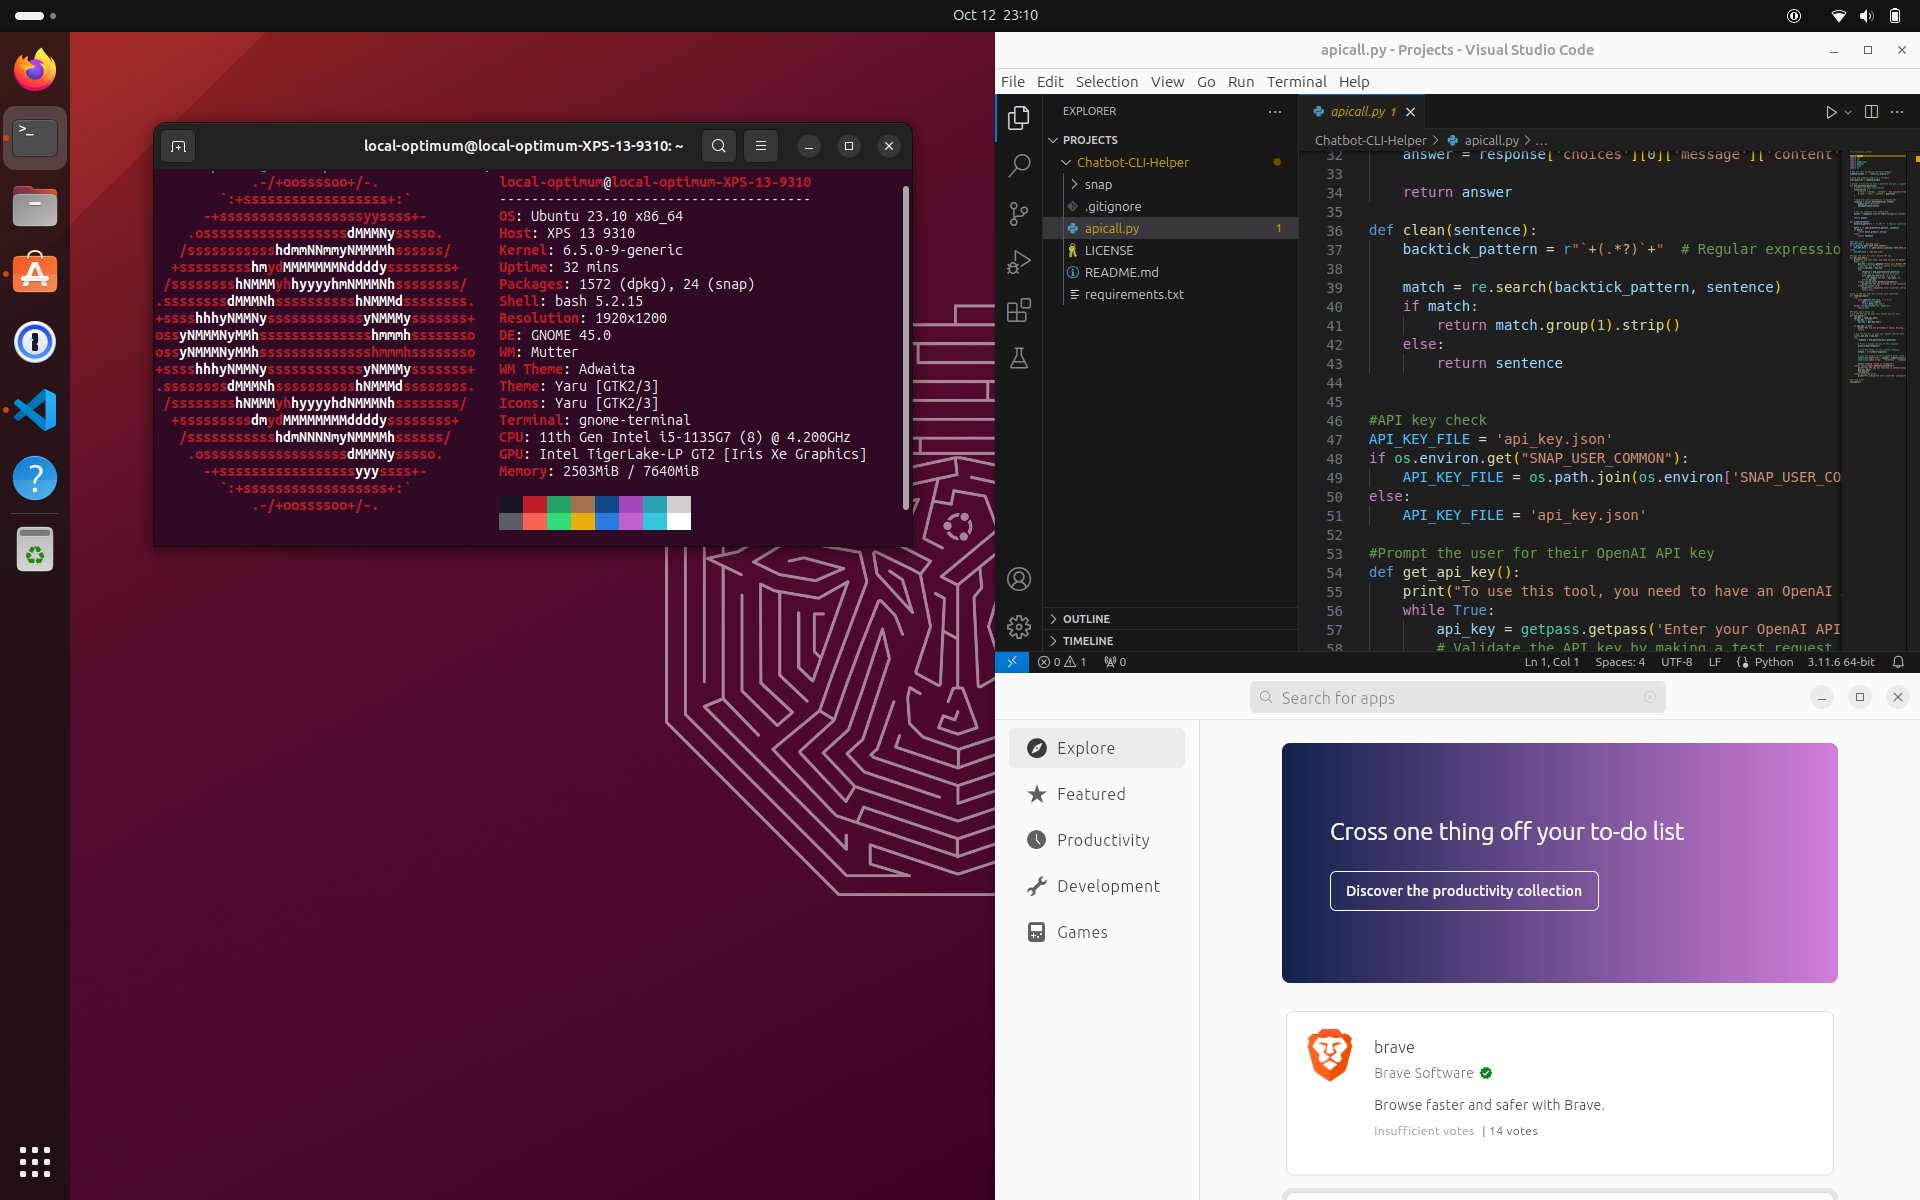 Oct 12 23:10
local-optimum@local-optimum-XPS-13-9310: ~
.-/+oossssoo+/-.
`:+ssssssssssssssssss+:`
-+ssssssssssssssssssyyssss+-
.ossssssssssssssssssdMMMNysssso.
/ssssssssssshdmmNNmmyNMMMMhssssss/
+ssssssssshmydMMMMMMMNddddyssssssss+
/sssssssshNMMMyhhyyyyhmNMMMNhssssssss/
.ssssssssdMMMNhsssssssssshNMMMdssssssss.
+sssshhhyNMMNyssssssssssssyNMMMysssssss+
ossyNMMMNyMMhsssssssssssssshmmmhssssssso
ossyNMMMNyMMhsssssssssssssshmmmhssssssso
+sssshhhyNMMNyssssssssssssyNMMMysssssss+
.ssssssssdMMMNhsssssssssshNMMMdssssssss.
/sssssssshNMMMyhhyyyyhdNMMMNhssssssss/
+sssssssssdmydMMMMMMMMddddyssssssss+
/ssssssssssshdmNNNNmyNMMMMhssssss/
.ossssssssssssssssssdMMMNysssso.
-+sssssssssssssssssyyyssss+-
`:+ssssssssssssssssss+:`
.-/+oossssoo+/-.
local-optimum@local-optimum-XPS-13-9310
---------------------------------------
OS: Ubuntu 23.10 x86_64
Host: XPS 13 9310
Kernel: 6.5.0-9-generic
Uptime: 32 mins
Packages: 1572 (dpkg), 24 (snap)
Shell: bash 5.2.15
Resolution: 1920x1200
DE: GNOME 45.0
WM: Mutter
WM Theme: Adwaita
Theme: Yaru [GTK2/3]
Icons: Yaru [GTK2/3]
Terminal: gnome-terminal
CPU: 11th Gen Intel i5-1135G7 (8) @ 4.200GHz
GPU: Intel TigerLake-LP GT2 [Iris Xe Graphics]
Memory: 2503MiB / 7640MiB
apicall.py - Projects - Visual Studio Code
File Edit Selection View Go Run Terminal Help
EXPLORER
PROJECTS
Chatbot-CLI-Helper
snap
.gitignore
apicall.py 1
LICENSE
README.md
requirements.txt
OUTLINE
TIMELINE
apicall.py 1
Chatbot-CLI-Helper > apicall.py > ...
32 answer = response['choices'][0]['message']['content'
33
34 return answer
35
36 def clean(sentence):
37 backtick_pattern = r"`+(.*?)`+" # Regular expressio
38
39 match = re.search(backtick_pattern, sentence)
40 if match:
41 return match.group(1).strip()
42 else:
43 return sentence
44
45
46 #API key check
47 API_KEY_FILE = 'api_key.json'
48 if os.environ.get("SNAP_USER_COMMON"):
49 API_KEY_FILE = os.path.join(os.environ['SNAP_USER_CO
50 else:
51 API_KEY_FILE = 'api_key.json'
52
53 #Prompt the user for their OpenAI API key
54 def get_api_key():
55 print("To use this tool, you need to have an OpenAI
56 while True:
57 api_key = getpass.getpass('Enter your OpenAI API
58 # Validate the API key by making a test request
0 1 0
Ln 1, Col 1 Spaces: 4 UTF-8 LF Python 3.11.6 64-bit
Search for apps
Explore
Featured
Productivity
Development
Games
Cross one thing off your to-do list
Discover the productivity collection
brave
Brave Software
Browse faster and safer with Brave.
Insufficient votes | 14 votes